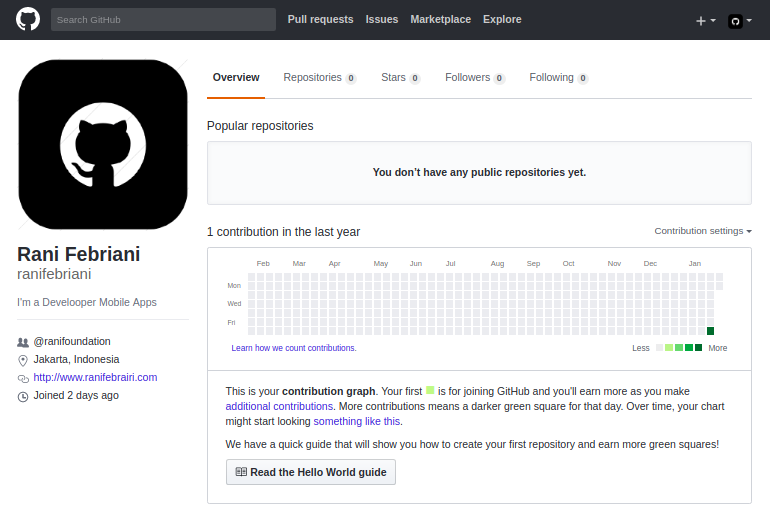 Search GitHub Pull requests Issues Marketplace Explore
Overview Repositories 0 Stars 0 Followers 0 Following 0
Popular repositories
You don't have any public repositories yet.
1 contribution in the last year Contribution settings
Rani Febriani
ranifebriani
I'm a Develooper Mobile Apps
@ranifoundation
Jakarta, Indonesia
http://www.ranifebrairi.com
Joined 2 days ago
Feb Mar Apr May Jun Jul Aug Sep Oct Nov Dec Jan
Mon
Wed
Fri
Learn how we count contributions. Less More
This is your contribution graph. Your first is for joining GitHub and you'll earn more as you make
additional contributions. More contributions means a darker green square for that day. Over time, your chart
might start looking something like this.
We have a quick guide that will show you how to create your first repository and earn more green squares!
Read the Hello World guide